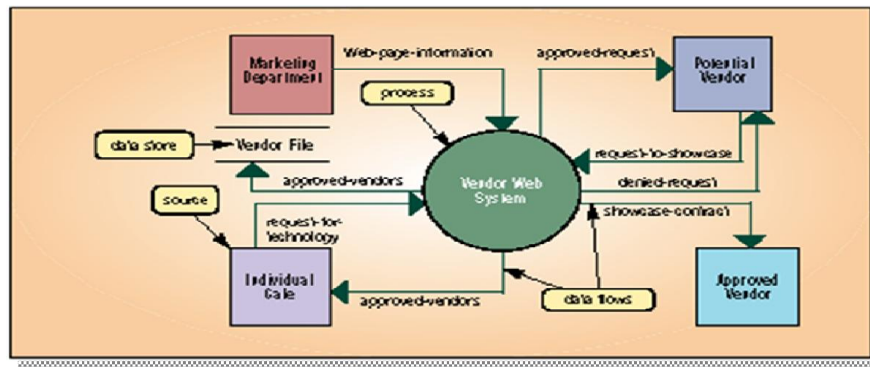 Marketing
Department
Web-page-information
approved-request
Potential
Vendor
process
data store
Vendor File
request-to-showcase
approved-vendors
Vendor Web
System
denied-request
source
request-for-
technology
showcase-contract
Individual
Cafe
approved-vendors
data flows
Approved
Vendor